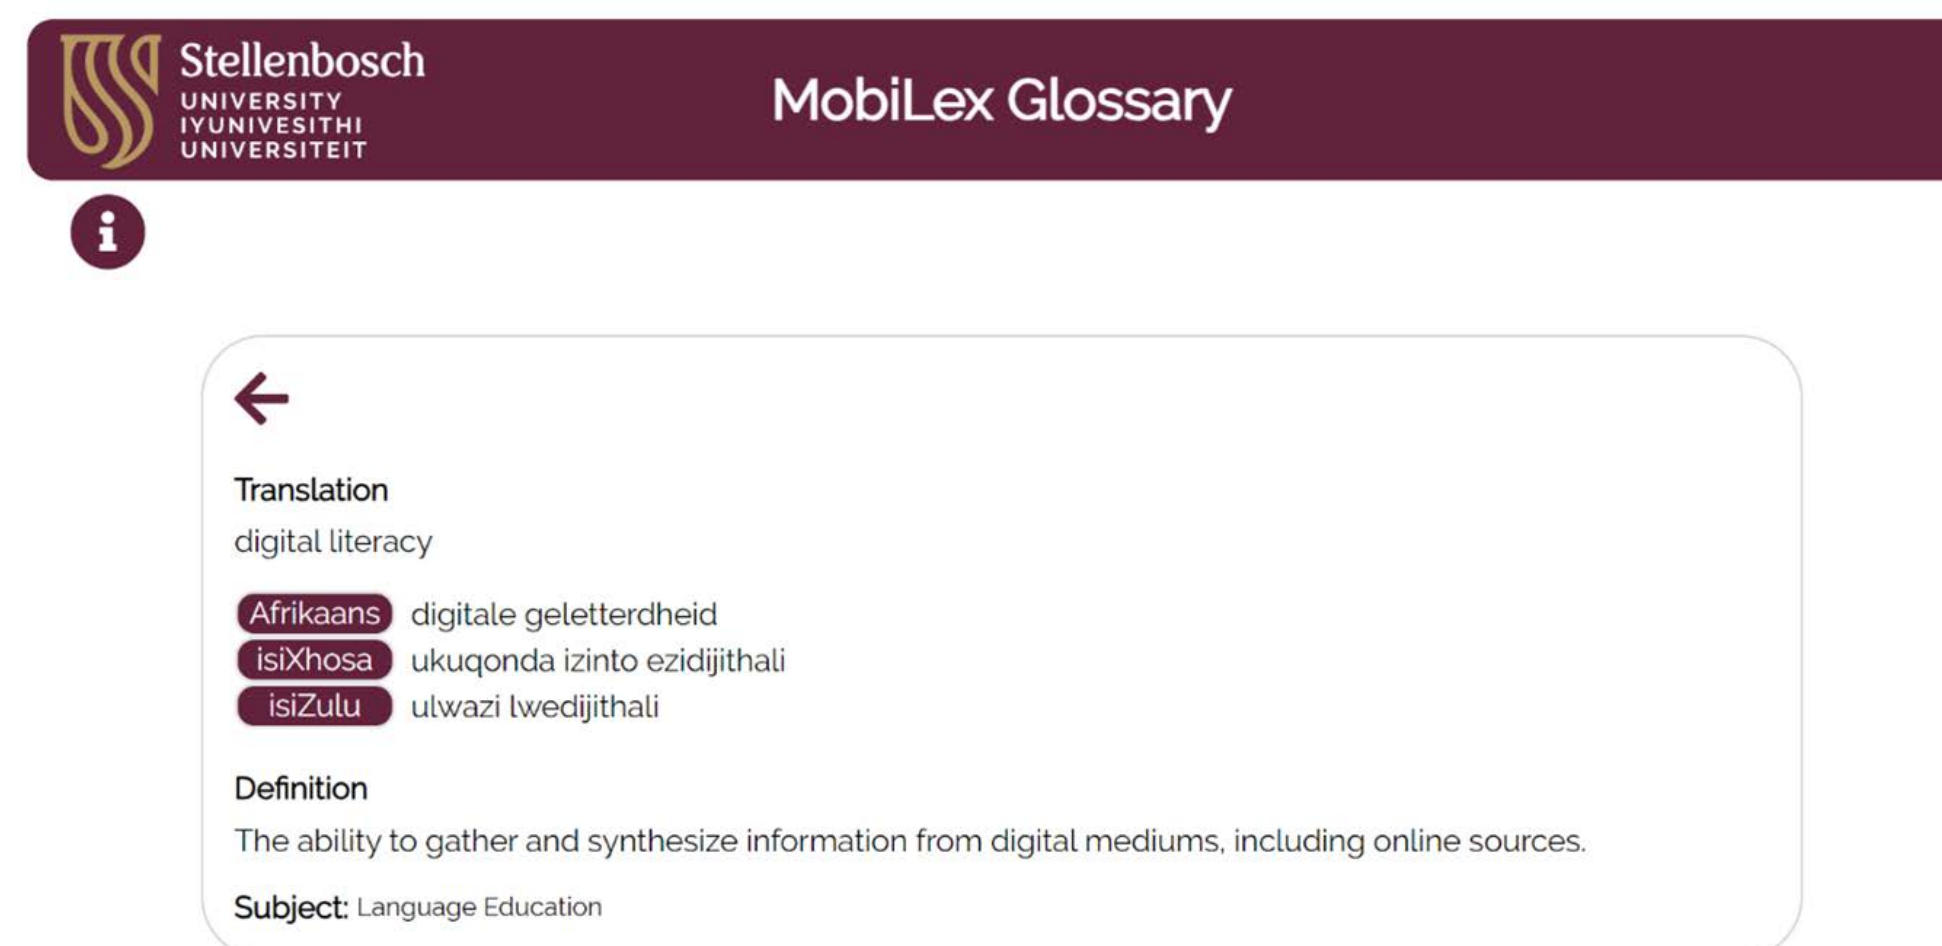 Stellenbosch
UNIVERSITY
IYUNIVESITHI
UNIVERSITEIT
MobiLex Glossary
Translation
digital literacy
Afrikaans digitale geletterdheid
isiXhosa ukuqonda izinto ezidijithali
isiZulu ulwazi lwedijithali
Definition
The ability to gather and synthesize information from digital mediums, including online sources.
Subject: Language Education